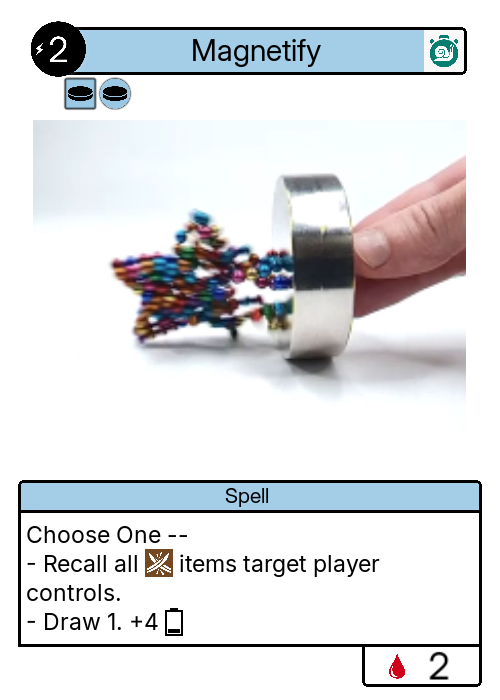 2
Magnetify
Spell
Choose One --
- Recall all items target player
controls.
- Draw 1. +4
2